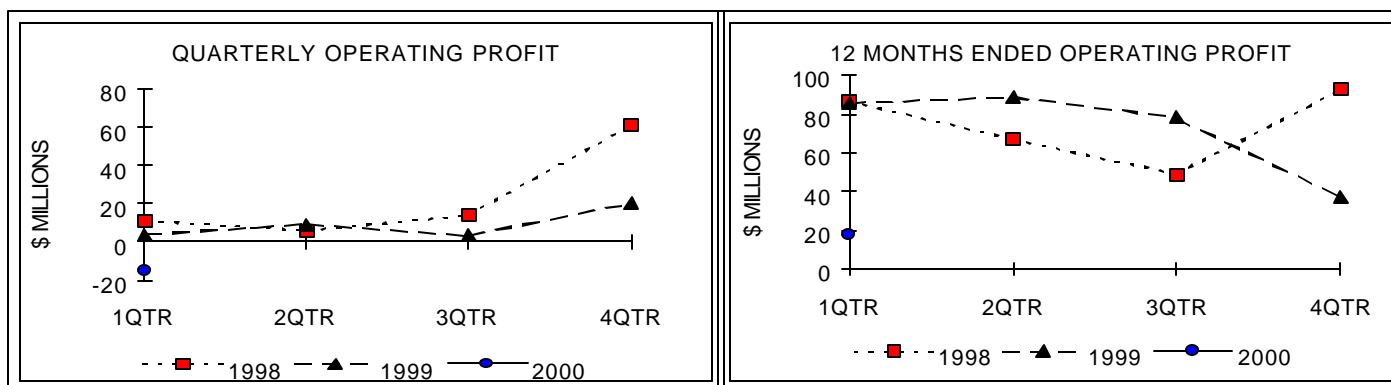 QUARTERLY OPERATING PROFIT
$ MILLIONS
80
60
40
20
0
-20
1QTR 2QTR 3QTR 4QTR
1998 1999 2000
12 MONTHS ENDED OPERATING PROFIT
$ MILLIONS
100
80
60
40
20
0
1QTR 2QTR 3QTR 4QTR
1998 1999 2000